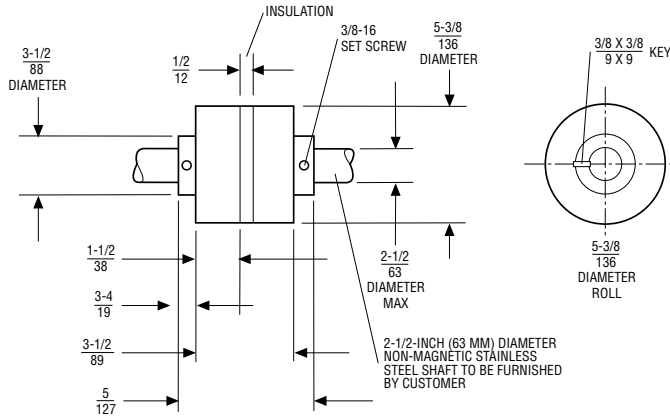 INSULATION
3/8-16
SET SCREW
5-3/8
136
DIAMETER
3-1/2
88
DIAMETER
1/2
12
3/8 X 3/8
9 X 9
KEY
1-1/2
38
2-1/2
63
DIAMETER
MAX
5-3/8
136
DIAMETER
ROLL
3-4
19
3-1/2
89
2-1/2-INCH (63 MM) DIAMETER
NON-MAGNETIC STAINLESS
STEEL SHAFT TO BE FURNISHED
BY CUSTOMER
5
127